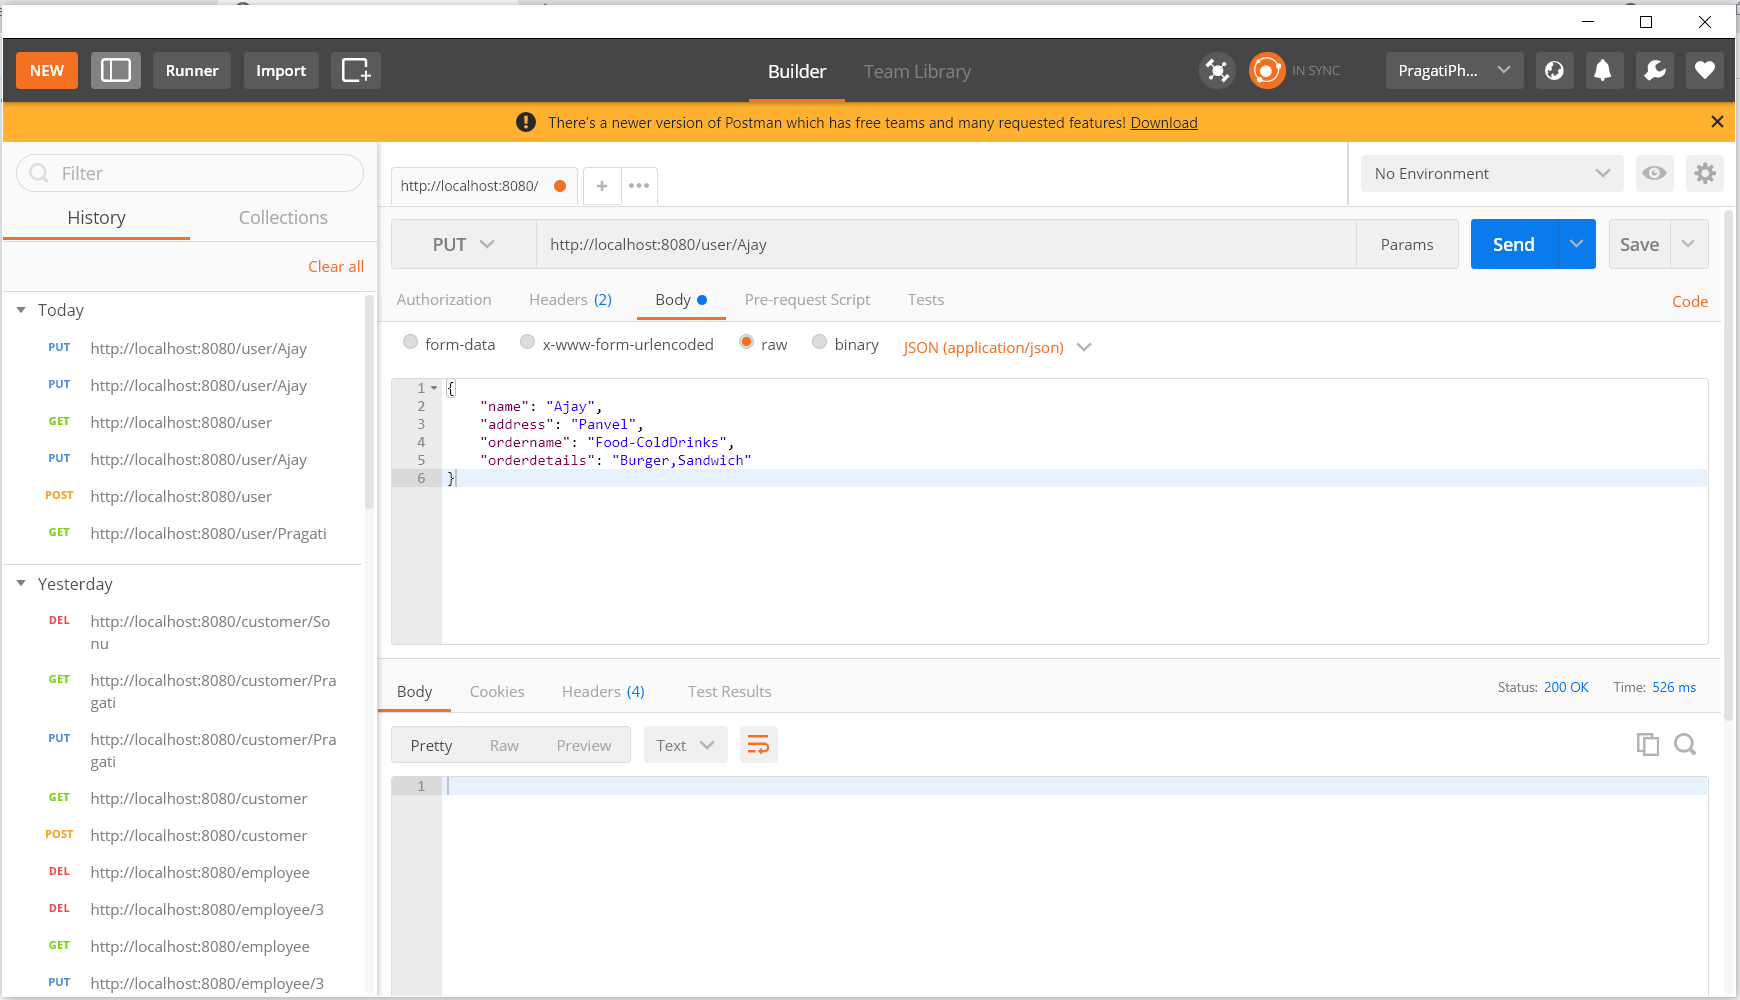 NEW Runner Import Builder Team Library IN SYNC PragatiPh...
There's a newer version of Postman which has free teams and many requested features! Download
Filter
History Collections
Clear all
Today
PUT http://localhost:8080/user/Ajay
PUT http://localhost:8080/user/Ajay
GET http://localhost:8080/user
PUT http://localhost:8080/user/Ajay
POST http://localhost:8080/user
GET http://localhost:8080/user/Pragati
Yesterday
DEL http://localhost:8080/customer/So
nu
GET http://localhost:8080/customer/Pra
gati
PUT http://localhost:8080/customer/Pra
gati
GET http://localhost:8080/customer
POST http://localhost:8080/customer
DEL http://localhost:8080/employee
DEL http://localhost:8080/employee/3
GET http://localhost:8080/employee
PUT http://localhost:8080/employee/3
http://localhost:8080/ + ••• No Environment
PUT http://localhost:8080/user/Ajay Params Send Save
Authorization Headers (2) Body Pre-request Script Tests Code
form-data x-www-form-urlencoded raw binary JSON (application/json)
1 {
2 "name": "Ajay",
3 "address": "Panvel",
4 "ordername": "Food-ColdDrinks",
5 "orderdetails": "Burger,Sandwich"
6 }
Body Cookies Headers (4) Test Results Status: 200 OK Time: 526 ms
Pretty Raw Preview Text
1